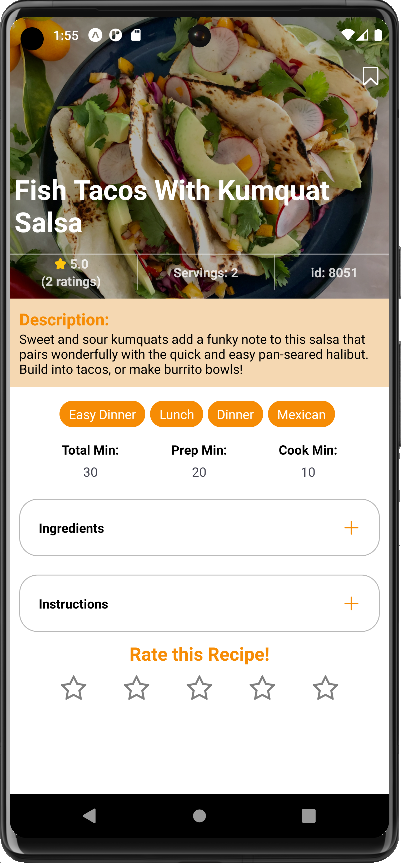 1:55
Fish Tacos With Kumquat
Salsa
5.0
(2 ratings)
Servings: 2
id: 8051
Description:
Sweet and sour kumquats add a funky note to this salsa that
pairs wonderfully with the quick and easy pan-seared halibut.
Build into tacos, or make burrito bowls!
Easy Dinner Lunch Dinner Mexican
Total Min: Prep Min: Cook Min:
30 20 10
Ingredients +
Instructions +
Rate this Recipe!